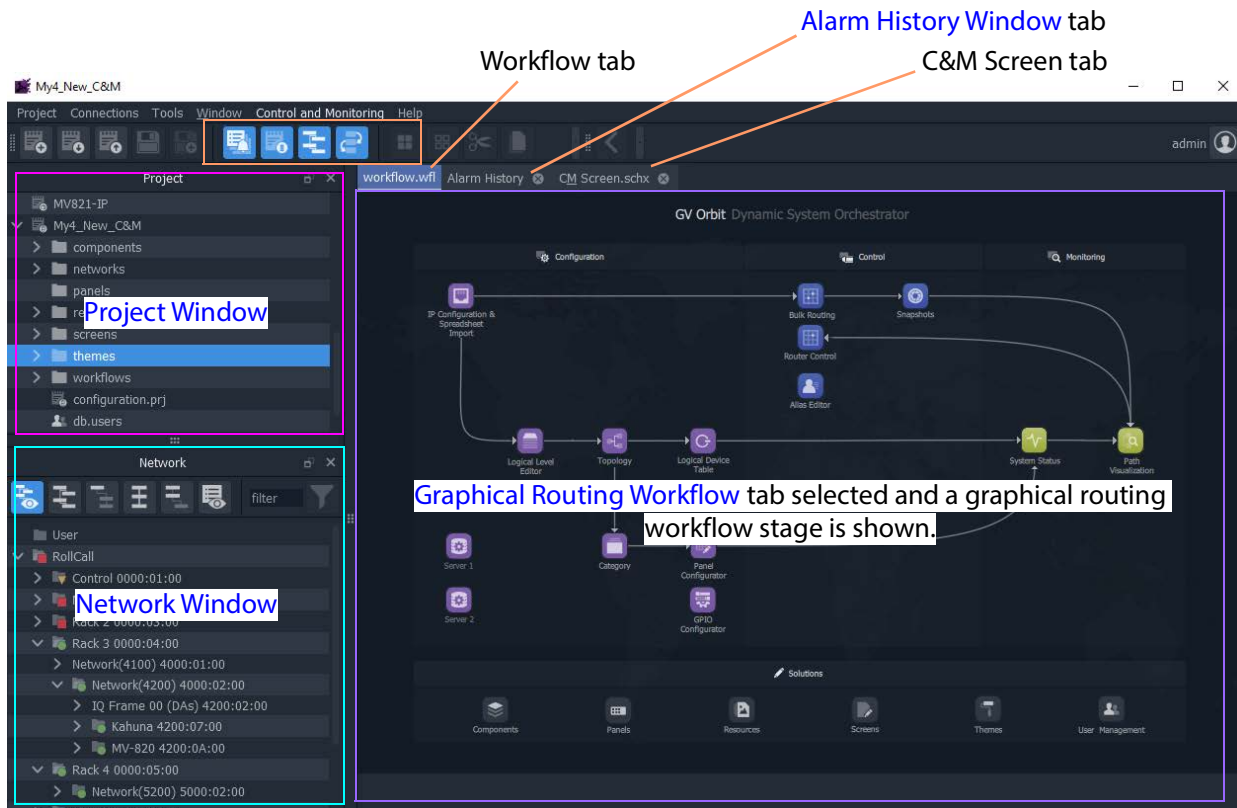 Alarm History Window tab
Workflow tab
C&M Screen tab
My4_New_C&M
Project Connections Tools Window Control and Monitoring Help
admin
Project
workflow.wfl
Alarm History
CM Screen.schx
MV821-IP
My4_New_C&M
components
networks
panels
re
Project Window
screens
themes
workflows
configuration.prj
db.users
GV Orbit Dynamic System Orchestrator
Configuration
Control
Monitoring
IP Configuration &
Spreadsheet
Import
Bulk Routing
Snapshots
Router Control
Alias Editor
Logical Level
Editor
Topology
Logical Device
Table
System Status
Path
Visualization
Graphical Routing Workflow tab selected and a graphical routing
workflow stage is shown.
Server 1
Category
Panel
Configurator
Server 2
GPIO
Configurator
Solutions
Components
Panels
Resources
Screens
Themes
User Management
Network
filter
User
RollCall
Control 0000:01:00
Network Window
Rack 2 0000:03:00
Rack 3 0000:04:00
Network(4100) 4000:01:00
Network(4200) 4000:02:00
IQ Frame 00 (DAs) 4200:02:00
Kahuna 4200:07:00
MV-820 4200:0A:00
Rack 4 0000:05:00
Network(5200) 5000:02:00